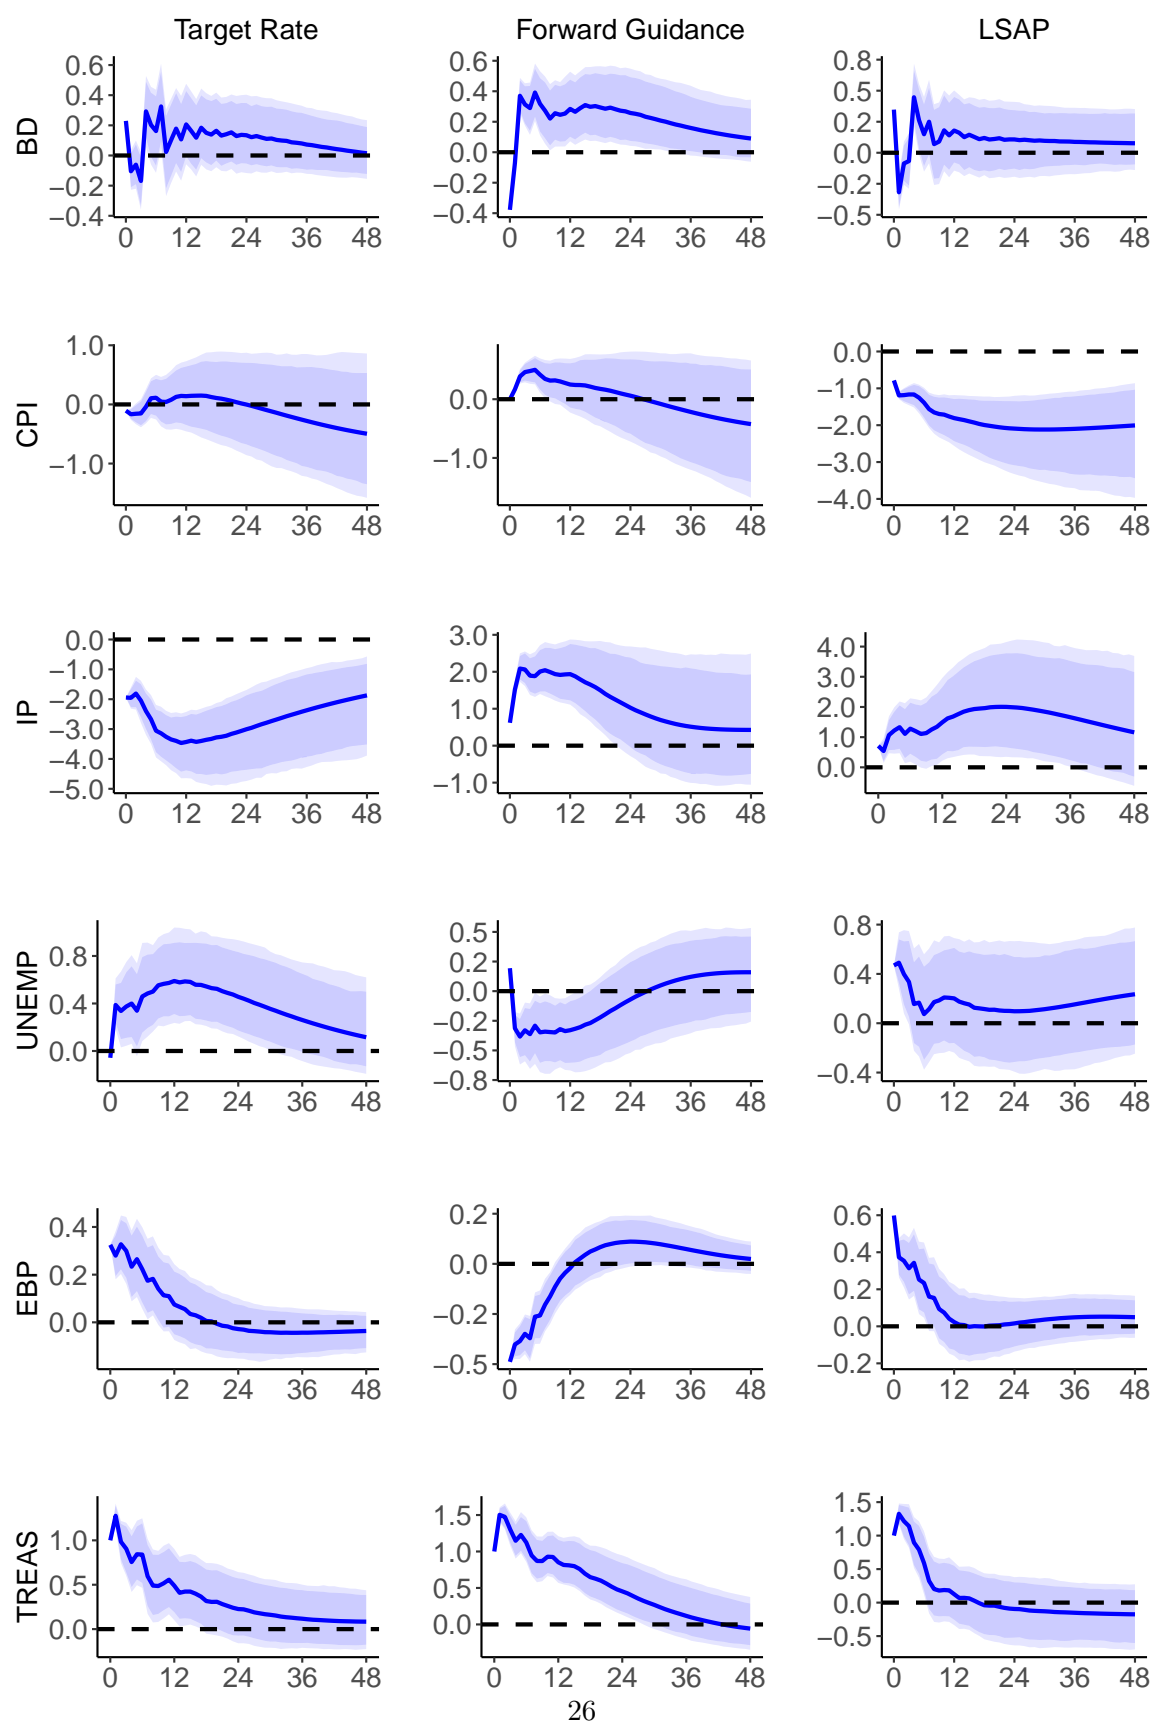 Target Rate Forward Guidance LSAP
BD
0.6 0.4 0.2 0.0 −0.2 −0.4
0 12 24 36 48
0.6 0.4 0.2 0.0 −0.2 −0.4
0 12 24 36 48
0.8 0.5 0.2 0.0 −0.2 −0.5
0 12 24 36 48
CPI
1.0 0.0 −1.0
0 12 24 36 48
0.0 −1.0
0 12 24 36 48
0.0 −1.0 −2.0 −3.0 −4.0
0 12 24 36 48
IP
0.0 −1.0 −2.0 −3.0 −4.0 −5.0
0 12 24 36 48
3.0 2.0 1.0 0.0 −1.0
0 12 24 36 48
4.0 3.0 2.0 1.0 0.0
0 12 24 36 48
UNEMP
0.8 0.4 0.0
0 12 24 36 48
0.5 0.2 0.0 −0.2 −0.5 −0.8
0 12 24 36 48
0.8 0.4 0.0 −0.4
0 12 24 36 48
EBP
0.4 0.2 0.0
0 12 24 36 48
0.2 0.0 −0.2 −0.5
0 12 24 36 48
0.6 0.4 0.2 0.0 −0.2
0 12 24 36 48
TREAS
1.0 0.5 0.0
0 12 24 36 48
1.5 1.0 0.5 0.0
0 12 24 36 48
1.5 1.0 0.5 0.0 −0.5
0 12 24 36 48
26